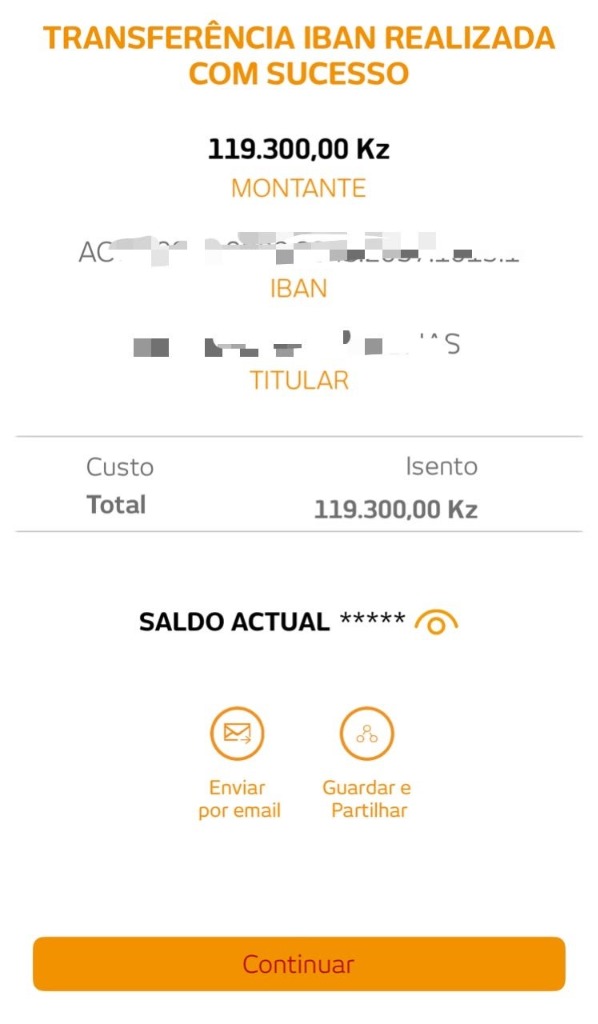 TRANSFERÊNCIA IBAN REALIZADA
COM SUCESSO
119.300,00 Kz
MONTANTE
IBAN
TITULAR
Custo Isento
Total 119.300,00 Kz
SALDO ACTUAL *****
Enviar
por email
Guardar e
Partilhar
Continuar